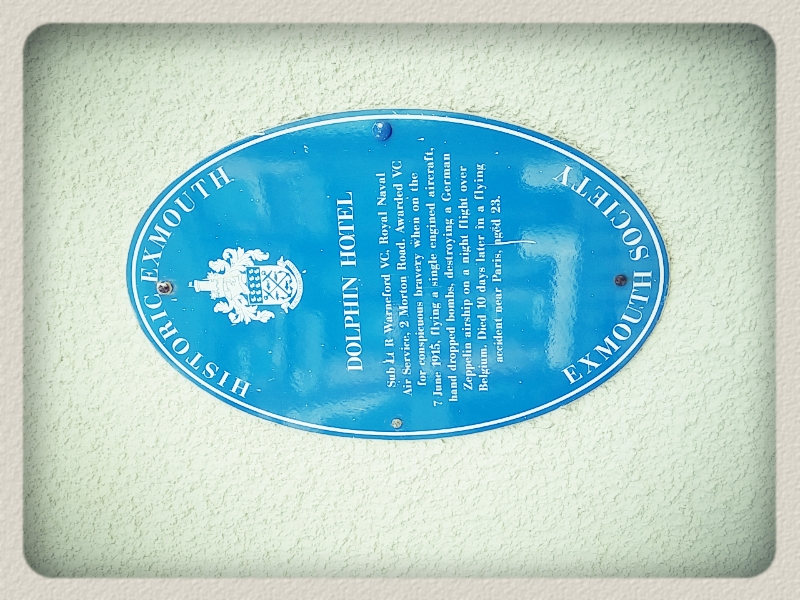 HISTORIC EXMOUTH
DOLPHIN HOTEL
Sub Lt R Warneford VC, Royal Naval
Air Service, 2 Morton Road. Awarded VC
for conspicuous bravery when on the
7 June 1915, flying a single engined aircraft,
hand dropped bombs, destroying a German
Zeppelin airship on a night flight over
Belgium. Died 10 days later in a flying
accident near Paris, aged 23.
EXMOUTH SOCIETY